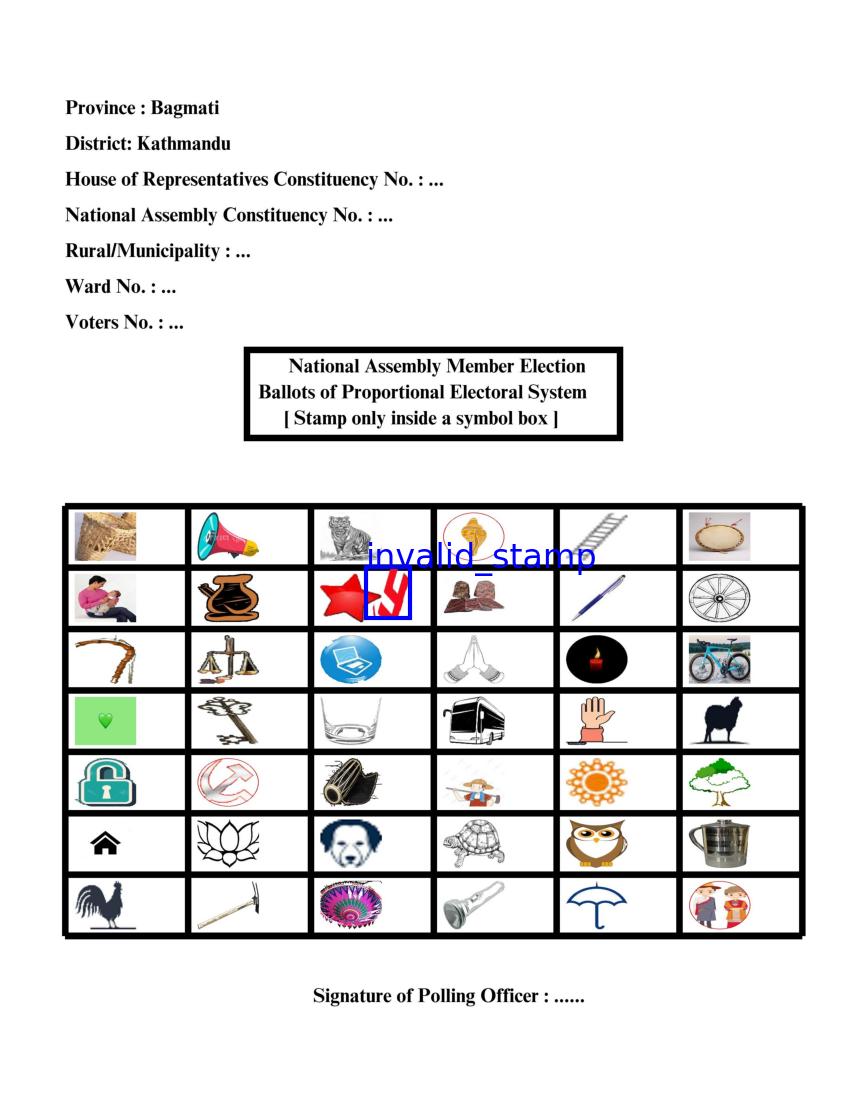 Province : Bagmati
District: Kathmandu
House of Representatives Constituency No. : ...
National Assembly Constituency No. : ...
Rural/Municipality : ...
Ward No. : ...
Voters No. : ...
National Assembly Member Election
Ballots of Proportional Electoral System
[ Stamp only inside a symbol box ]
invalid_stamp
Signature of Polling Officer : ......